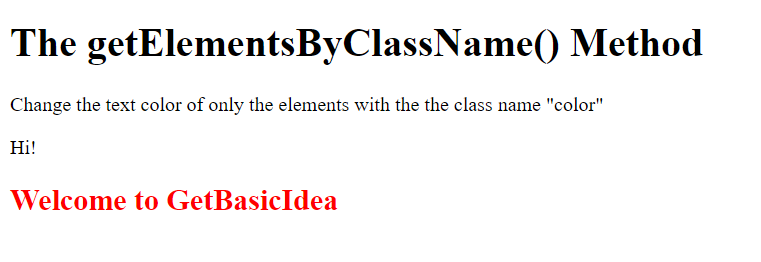 The getElementsByClassName() Method
Change the text color of only the elements with the the class name "color"
Hi!
Welcome to GetBasicIdea